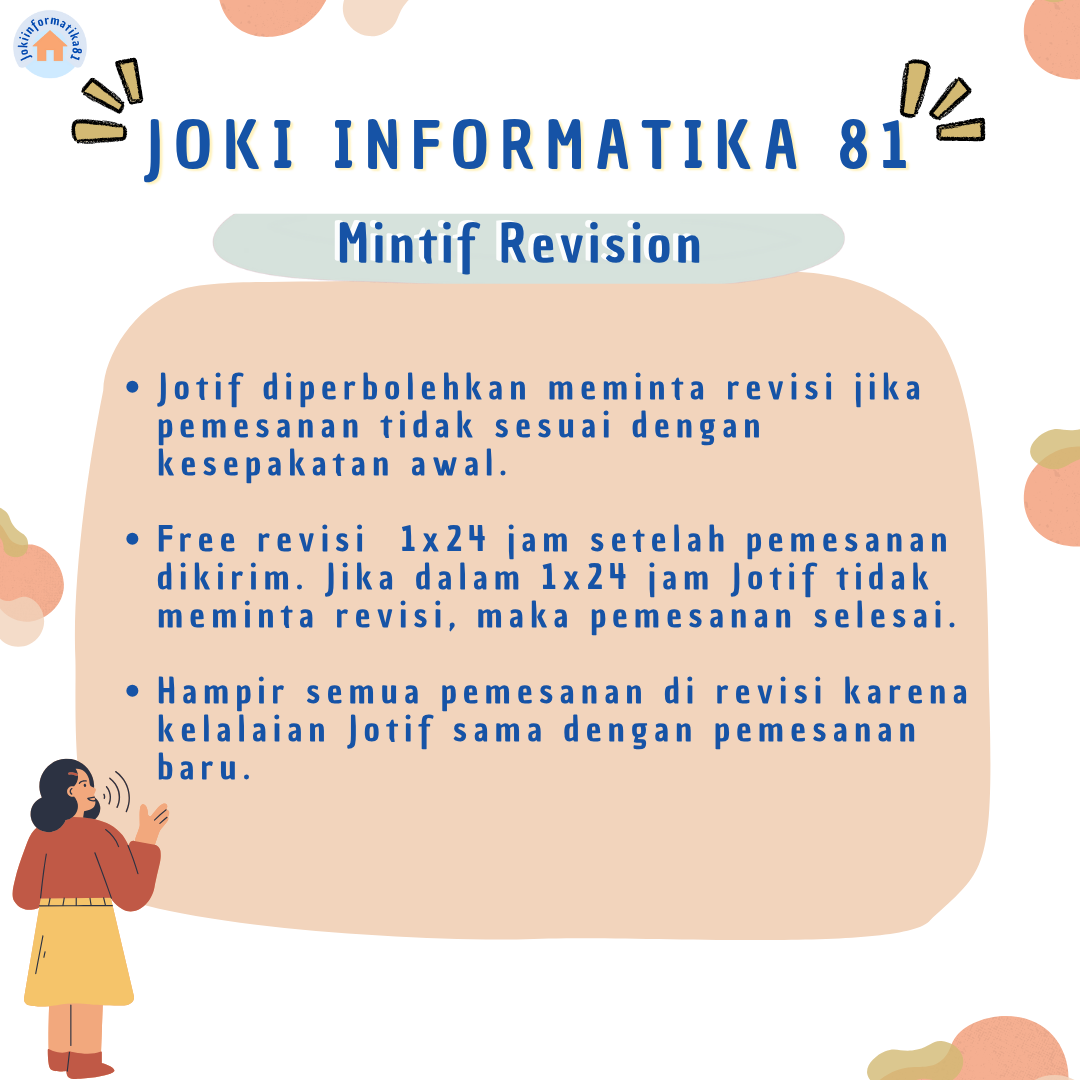 Jokiinformatika81
JOKI INFORMATIKA 81
Mintif Revision
• Jotif diperbolehkan meminta revisi jika
pemesanan tidak sesuai dengan
kesepakatan awal.
• Free revisi 1x24 jam setelah pemesanan
dikirim. Jika dalam 1x24 jam Jotif tidak
meminta revisi, maka pemesanan selesai.
• Hampir semua pemesanan di revisi karena
kelalaian Jotif sama dengan pemesanan
baru.